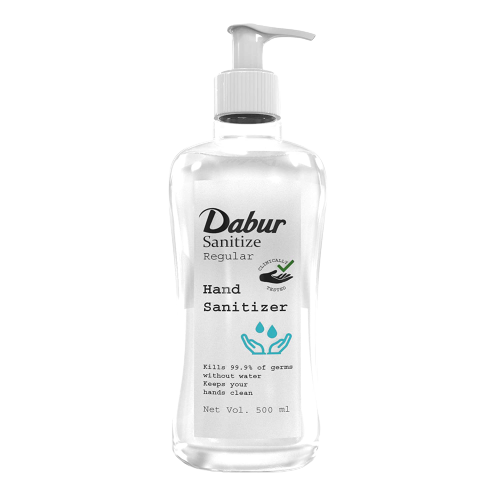 Dabur
Sanitize
Regular
CLINICALLY
TESTED
Hand
Sanitizer
Kills 99.9% of germs
without water
Keeps your
hands clean
Net Vol. 500 ml